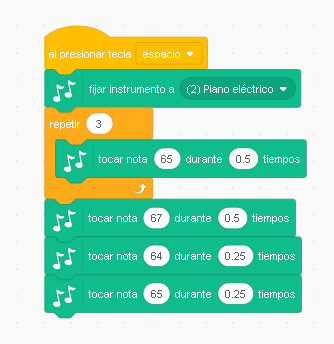 al presionar tecla espacio
fijar instrumento a (2) Piano eléctrico
repetir 3
tocar nota 65 durante 0.5 tiempos
tocar nota 67 durante 0.5 tiempos
tocar nota 64 durante 0.25 tiempos
tocar nota 65 durante 0.25 tiempos